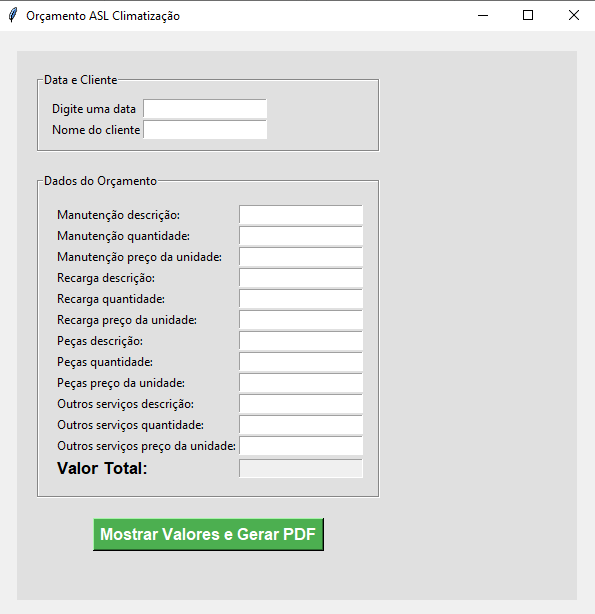 Orçamento ASL Climatização
Data e Cliente
Digite uma data
Nome do cliente
Dados do Orçamento
Manutenção descrição:
Manutenção quantidade:
Manutenção preço da unidade:
Recarga descrição:
Recarga quantidade:
Recarga preço da unidade:
Peças descrição:
Peças quantidade:
Peças preço da unidade:
Outros serviços descrição:
Outros serviços quantidade:
Outros serviços preço da unidade:
Valor Total:
Mostrar Valores e Gerar PDF